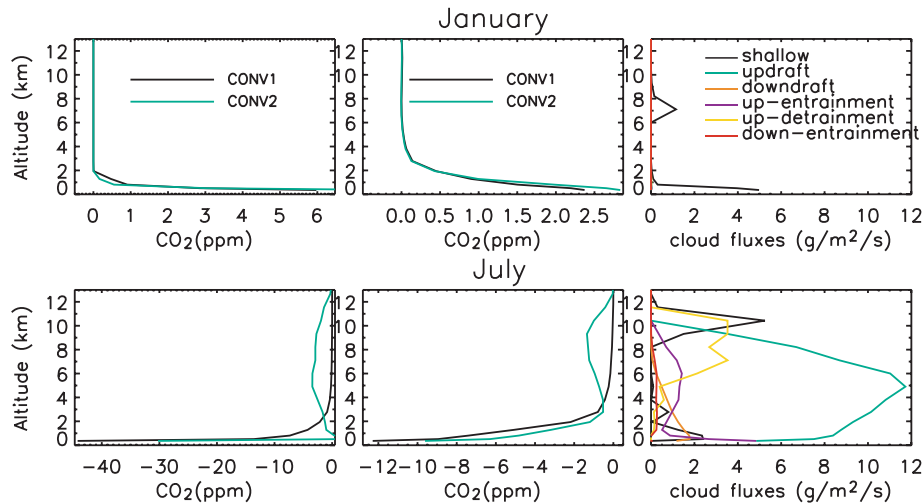 January
Altitude (km)
12
10
8
6
4
2
0
CONV1
CONV2
0 1 2 3 4 5 6
CO₂(ppm)
12
10
8
6
4
2
0
CONV1
CONV2
0.0 0.5 1.0 1.5 2.0 2.5
CO₂(ppm)
12
10
8
6
4
2
0
shallow
updraft
downdraft
up-entrainment
up-detrainment
down-entrainment
0 2 4 6 8 10 12
cloud fluxes (g/m²/s)
July
Altitude (km)
12
10
8
6
4
2
0
−40 −30 −20 −10 0
CO₂(ppm)
12
10
8
6
4
2
0
−12 −10 −8 −6 −4 −2 0
CO₂(ppm)
12
10
8
6
4
2
0
0 2 4 6 8 10 12
cloud fluxes (g/m²/s)